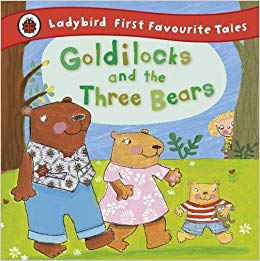 Ladybird First Favourite Tales
Goldilocks
and the
Three Bears